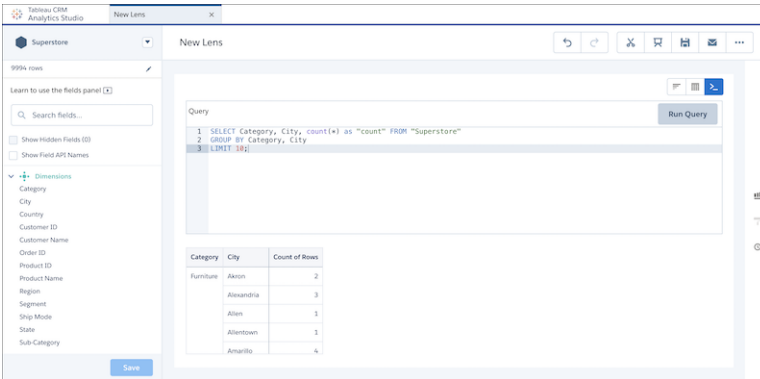 Tableau CRM
Analytics Studio
New Lens
Superstore
New Lens
9994 rows
Learn to use the fields panel
Search fields...
Show Hidden Fields (0)
Show Field API Names
Dimensions
Category
City
Country
Customer ID
Customer Name
Order ID
Product ID
Product Name
Region
Segment
Ship Mode
State
Sub-Category
Save
Query
Run Query
1 SELECT Category, City, count(*) as "count" FROM "Superstore"
2 GROUP BY Category, City
3 LIMIT 10;
Category City Count of Rows
Furniture Akron 2
Alexandria 3
Allen 1
Allentown 1
Amarillo 4